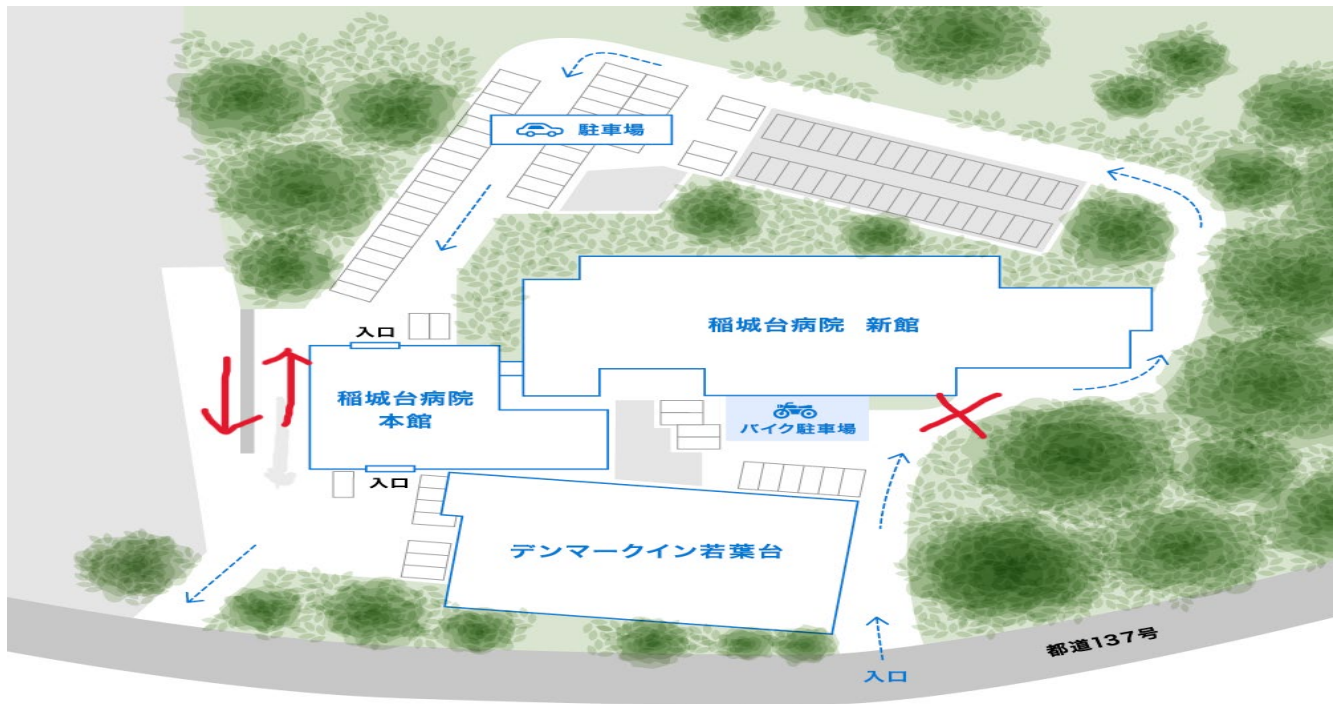 駐車場
稲城台病院 新館
入口
稲城台病院
本館
バイク駐車場
入口
デンマークイン若葉台
都道137号
入口